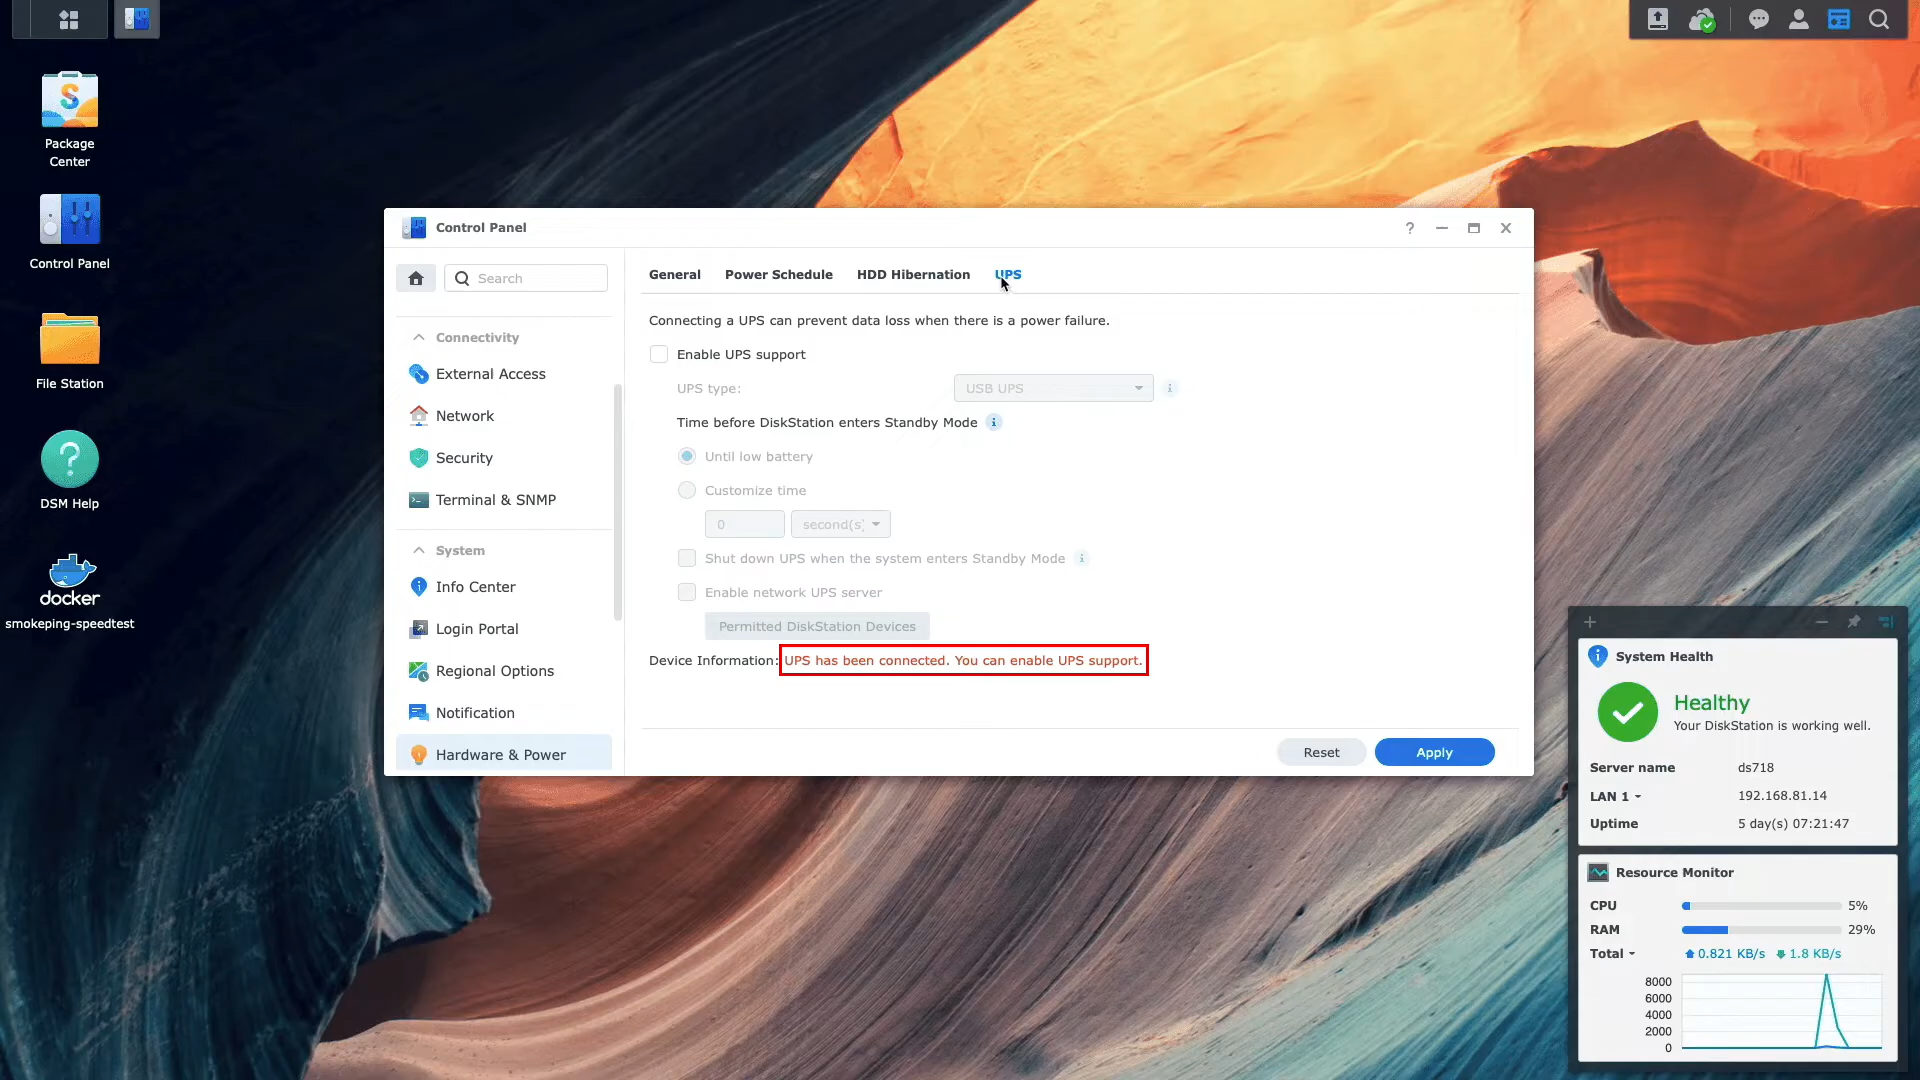 Package
Center
Control Panel
File Station
DSM Help
docker
smokeping-speedtest
Control Panel
Search
Connectivity
External Access
Network
Security
Terminal & SNMP
System
Info Center
Login Portal
Regional Options
Notification
Hardware & Power
General Power Schedule HDD Hibernation UPS
Connecting a UPS can prevent data loss when there is a power failure.
Enable UPS support
UPS type: USB UPS
Time before DiskStation enters Standby Mode
Until low battery
Customize time
0 second(s)
Shut down UPS when the system enters Standby Mode
Enable network UPS server
Permitted DiskStation Devices
Device Information: UPS has been connected. You can enable UPS support.
Reset Apply
System Health
Healthy
Your DiskStation is working well.
Server name ds718
LAN 1 192.168.81.14
Uptime 5 day(s) 07:21:47
Resource Monitor
CPU 5%
RAM 29%
Total 0.821 KB/s 1.8 KB/s
8000
6000
4000
2000
0